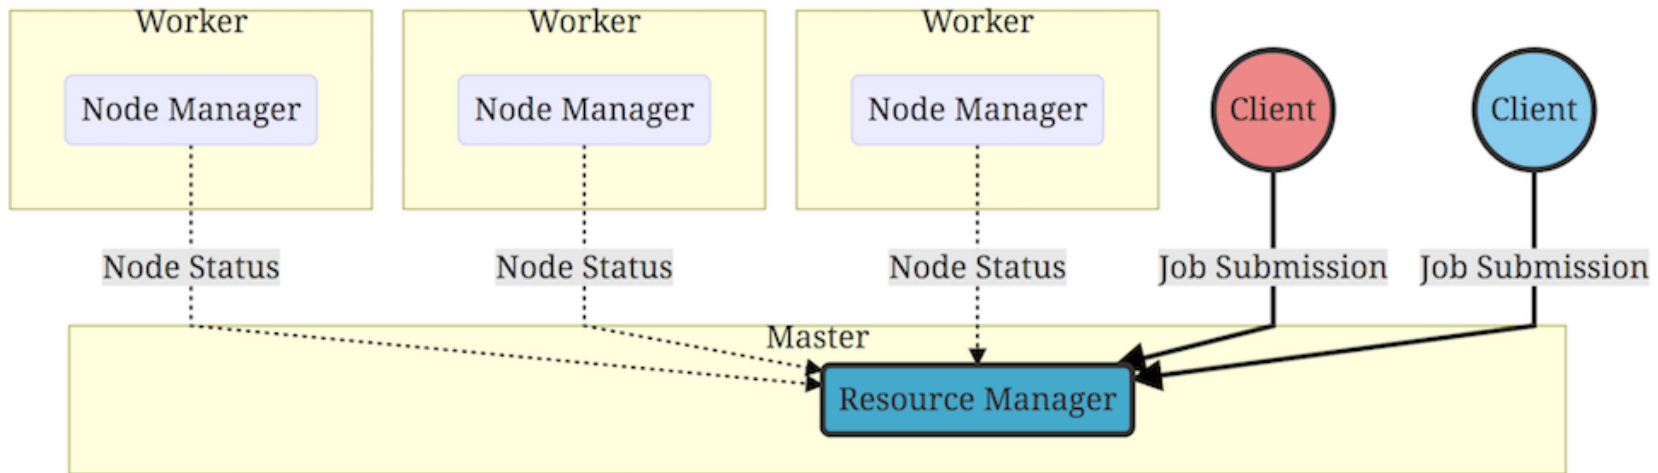 Worker
Worker
Worker
Node Manager
Node Manager
Node Manager
Client
Client
Node Status
Node Status
Node Status
Job Submission
Job Submission
Master
Resource Manager